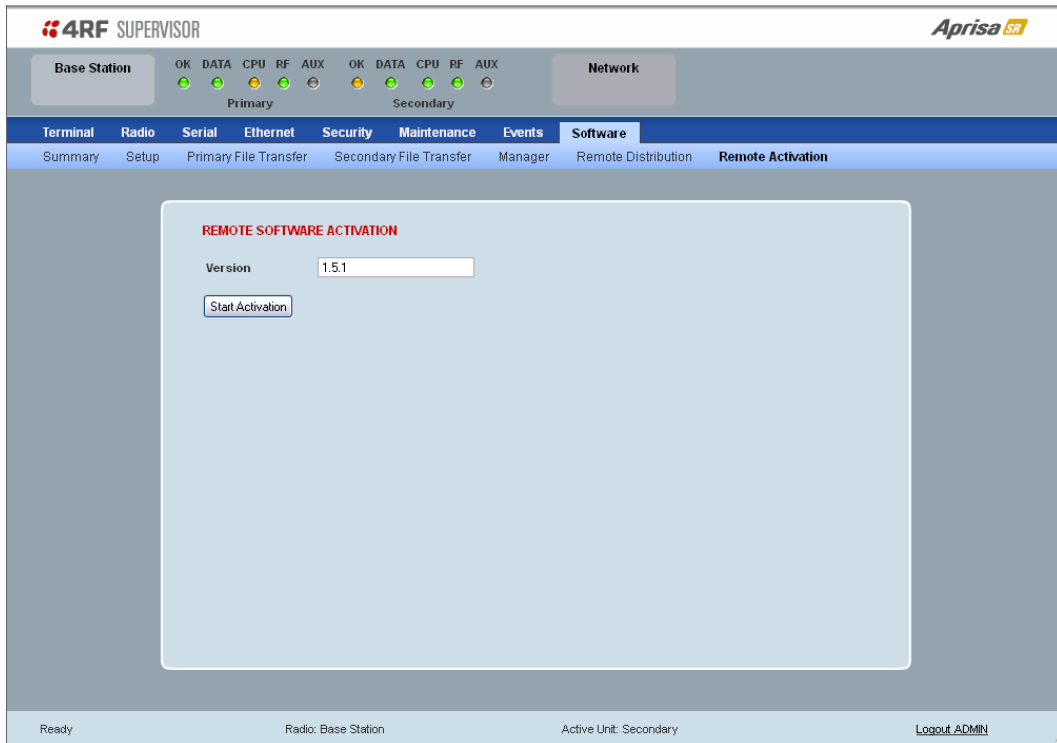 4RF SUPERVISOR
Aprisa SR
Base Station
OK DATA CPU RF AUX OK DATA CPU RF AUX
Primary Secondary
Network
Terminal Radio Serial Ethernet Security Maintenance Events Software
Summary Setup Primary File Transfer Secondary File Transfer Manager Remote Distribution Remote Activation
REMOTE SOFTWARE ACTIVATION
Version 1.5.1
Start Activation
Ready Radio: Base Station Active Unit: Secondary Logout ADMIN